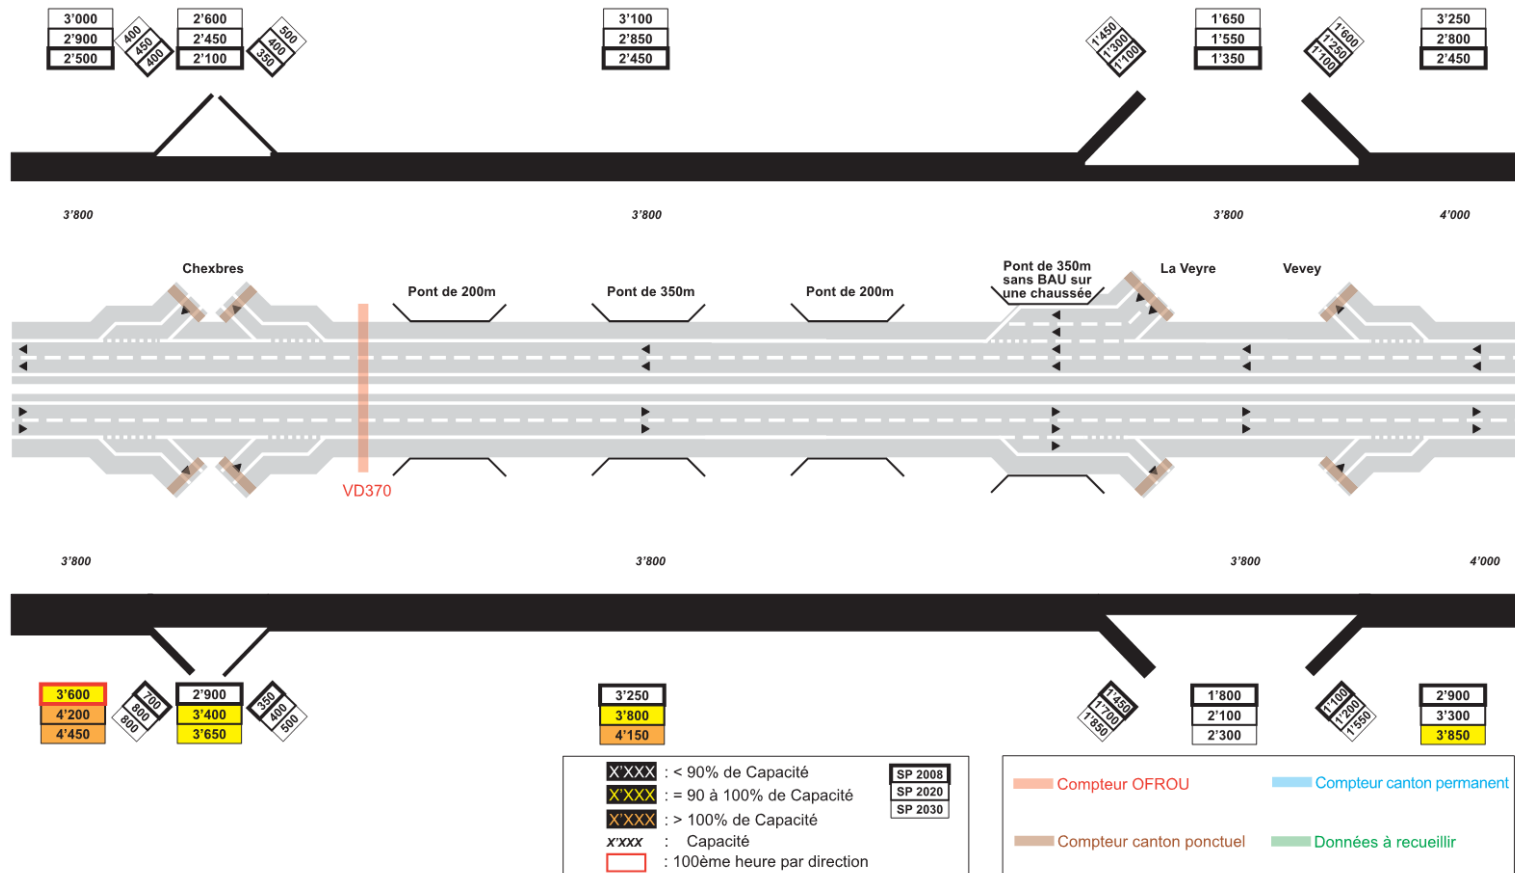 3'000
2'900
2'500
400
450
400
2'600
2'450
2'100
500
400
350
3'100
2'850
2'450
1'450
1'300
1'100
1'650
1'550
1'350
1'600
1'250
1'100
3'250
2'800
2'450
3'800
3'800
3'800
4'000
Chexbres
Pont de 200m
Pont de 350m
Pont de 200m
Pont de 350m
sans BAU sur
une chaussée
La Veyre
Vevey
VD370
3'800
3'800
3'800
4'000
3'600
4'200
4'450
700
800
800
2'900
3'400
3'650
350
400
500
3'250
3'800
4'150
1'450
1'700
1'850
1'800
2'100
2'300
1'100
1'200
1'550
2'900
3'300
3'850
X'XXX : < 90% de Capacité
X'XXX : = 90 à 100% de Capacité
X'XXX : > 100% de Capacité
X'XXX : Capacité
: 100ème heure par direction
SP 2008
SP 2020
SP 2030
Compteur OFROU
Compteur canton permanent
Compteur canton ponctuel
Données à recueillir